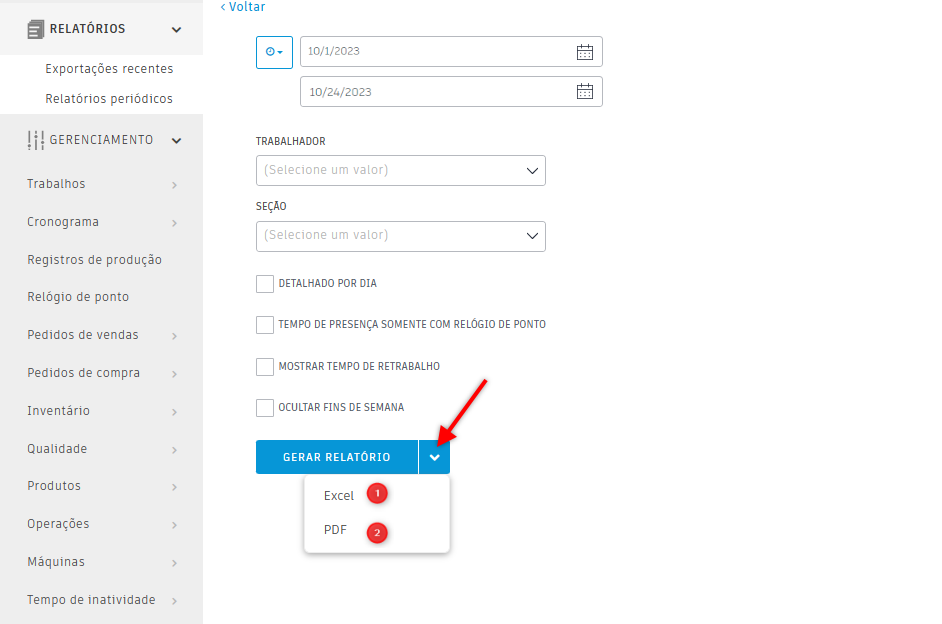 RELATÓRIOS
Exportações recentes
Relatórios periódicos
GERENCIAMENTO
Trabalhos
Cronograma
Registros de produção
Relógio de ponto
Pedidos de vendas
Pedidos de compra
Inventário
Qualidade
Produtos
Operações
Máquinas
Tempo de inatividade
Voltar
10/1/2023
10/24/2023
TRABALHADOR
(Selecione um valor)
SEÇÃO
(Selecione um valor)
DETALHADO POR DIA
TEMPO DE PRESENÇA SOMENTE COM RELÓGIO DE PONTO
MOSTRAR TEMPO DE RETRABALHO
OCULTAR FINS DE SEMANA
GERAR RELATÓRIO
Excel 1
PDF 2